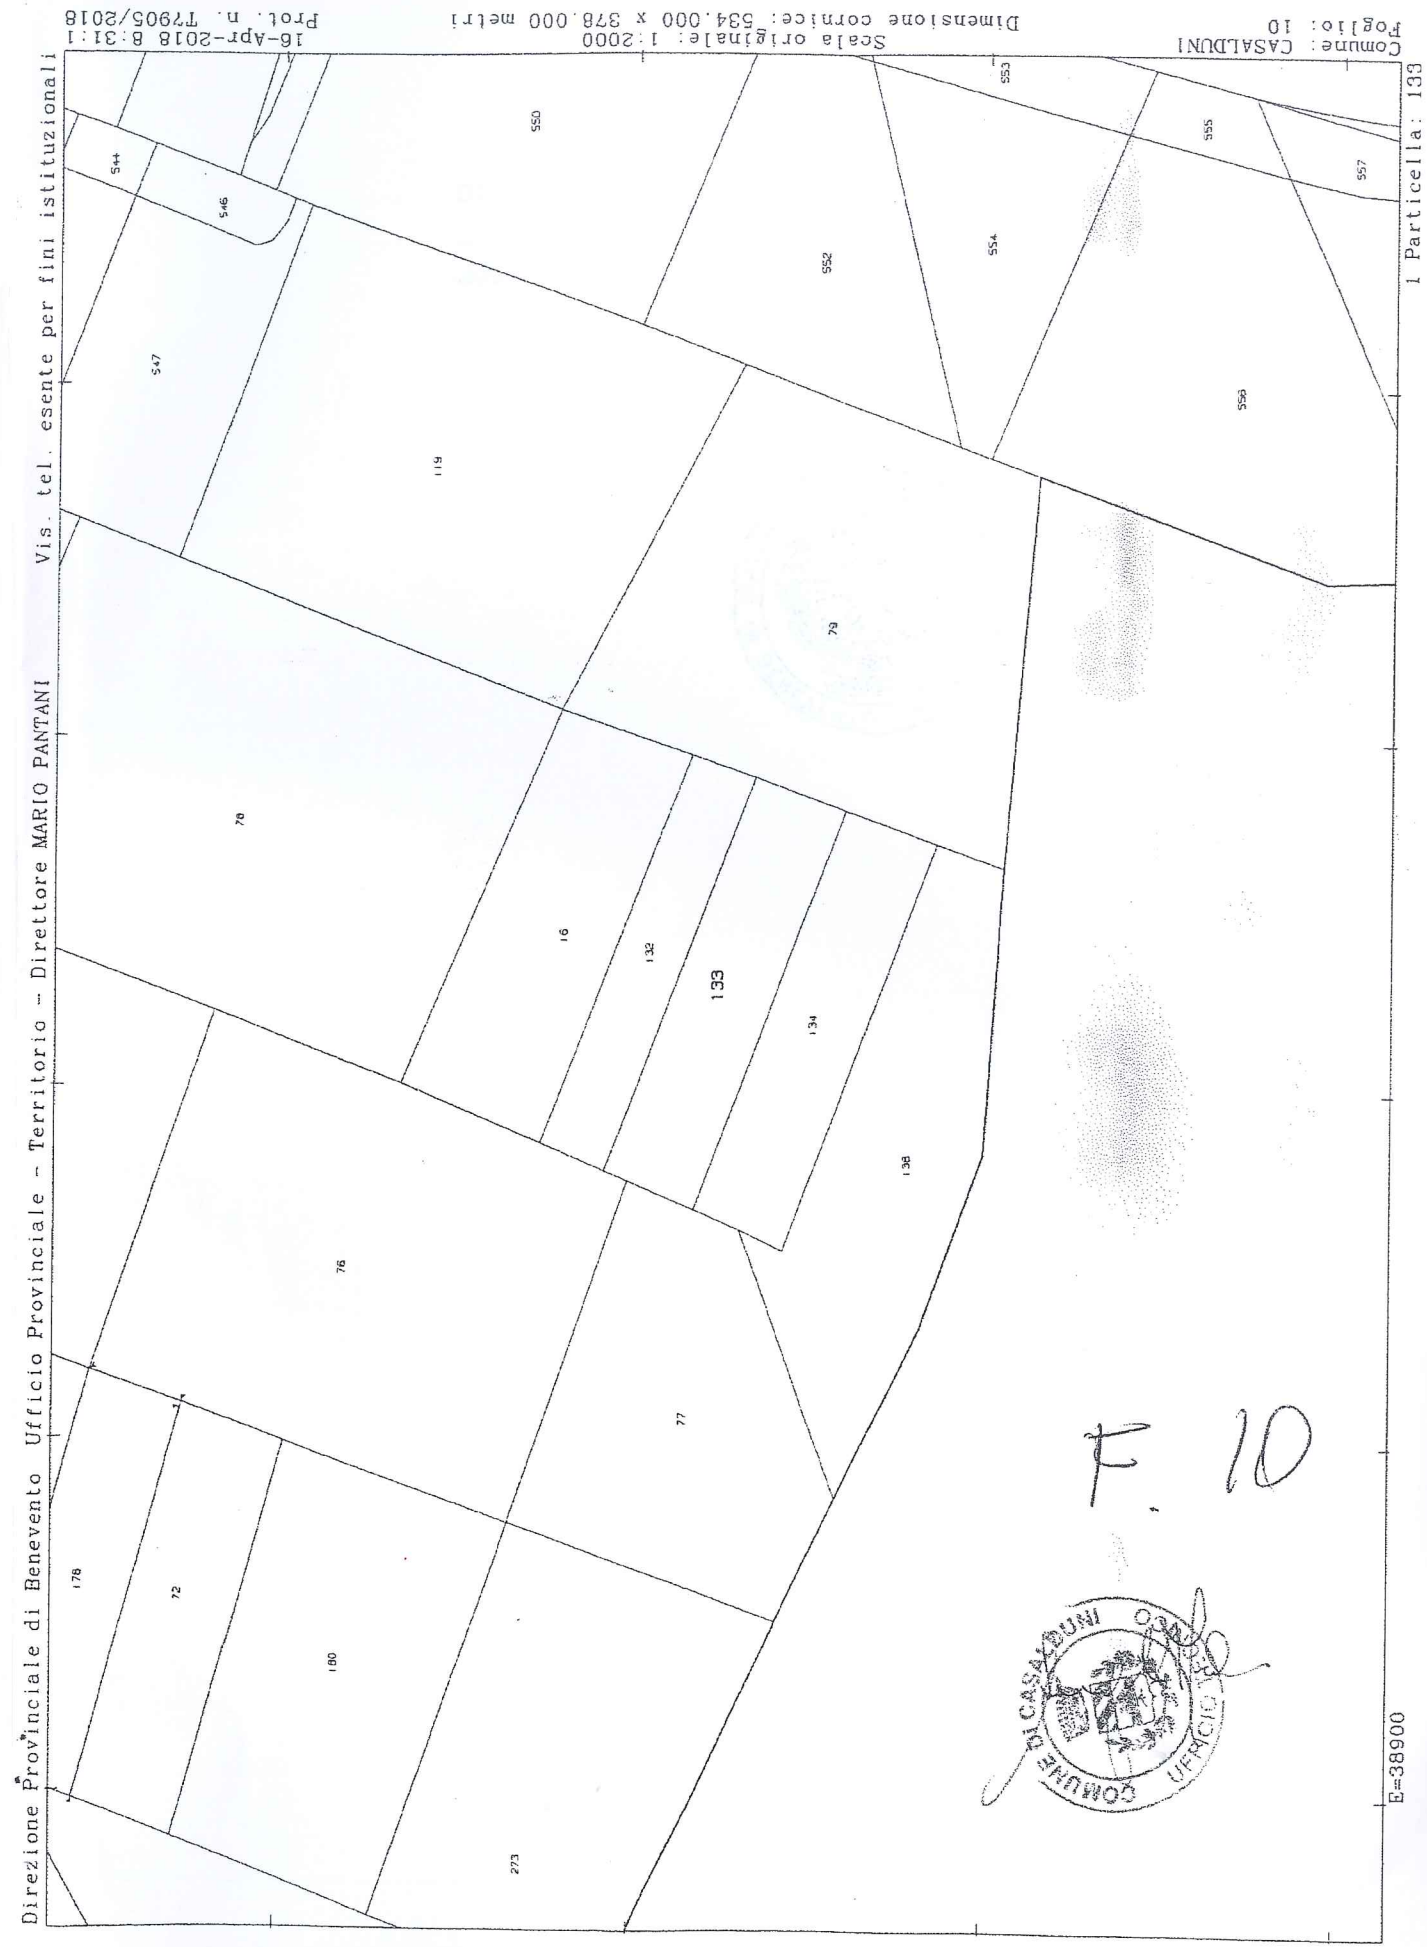 Direzione Provinciale di Benevento Ufficio Provinciale - Territorio - Direttore MARIO PANTANI Vis. tel. esente per fini istituzionali
16-Apr-2018 8:31:1
Prot. n. T7905/2018
Scala originale: 1:2000
Dimensione cornice: 534.000 x 378.000 metri
Comune: CASALDUNI
Foglio: 10
1 Particella: 133
E=38900
544
546
547
550
552
553
554
555
556
557
119
79
78
16
132
133
134
138
76
77
178
72
180
273
F. 10
COMUNE DI CASALDUNI
UFFICIO